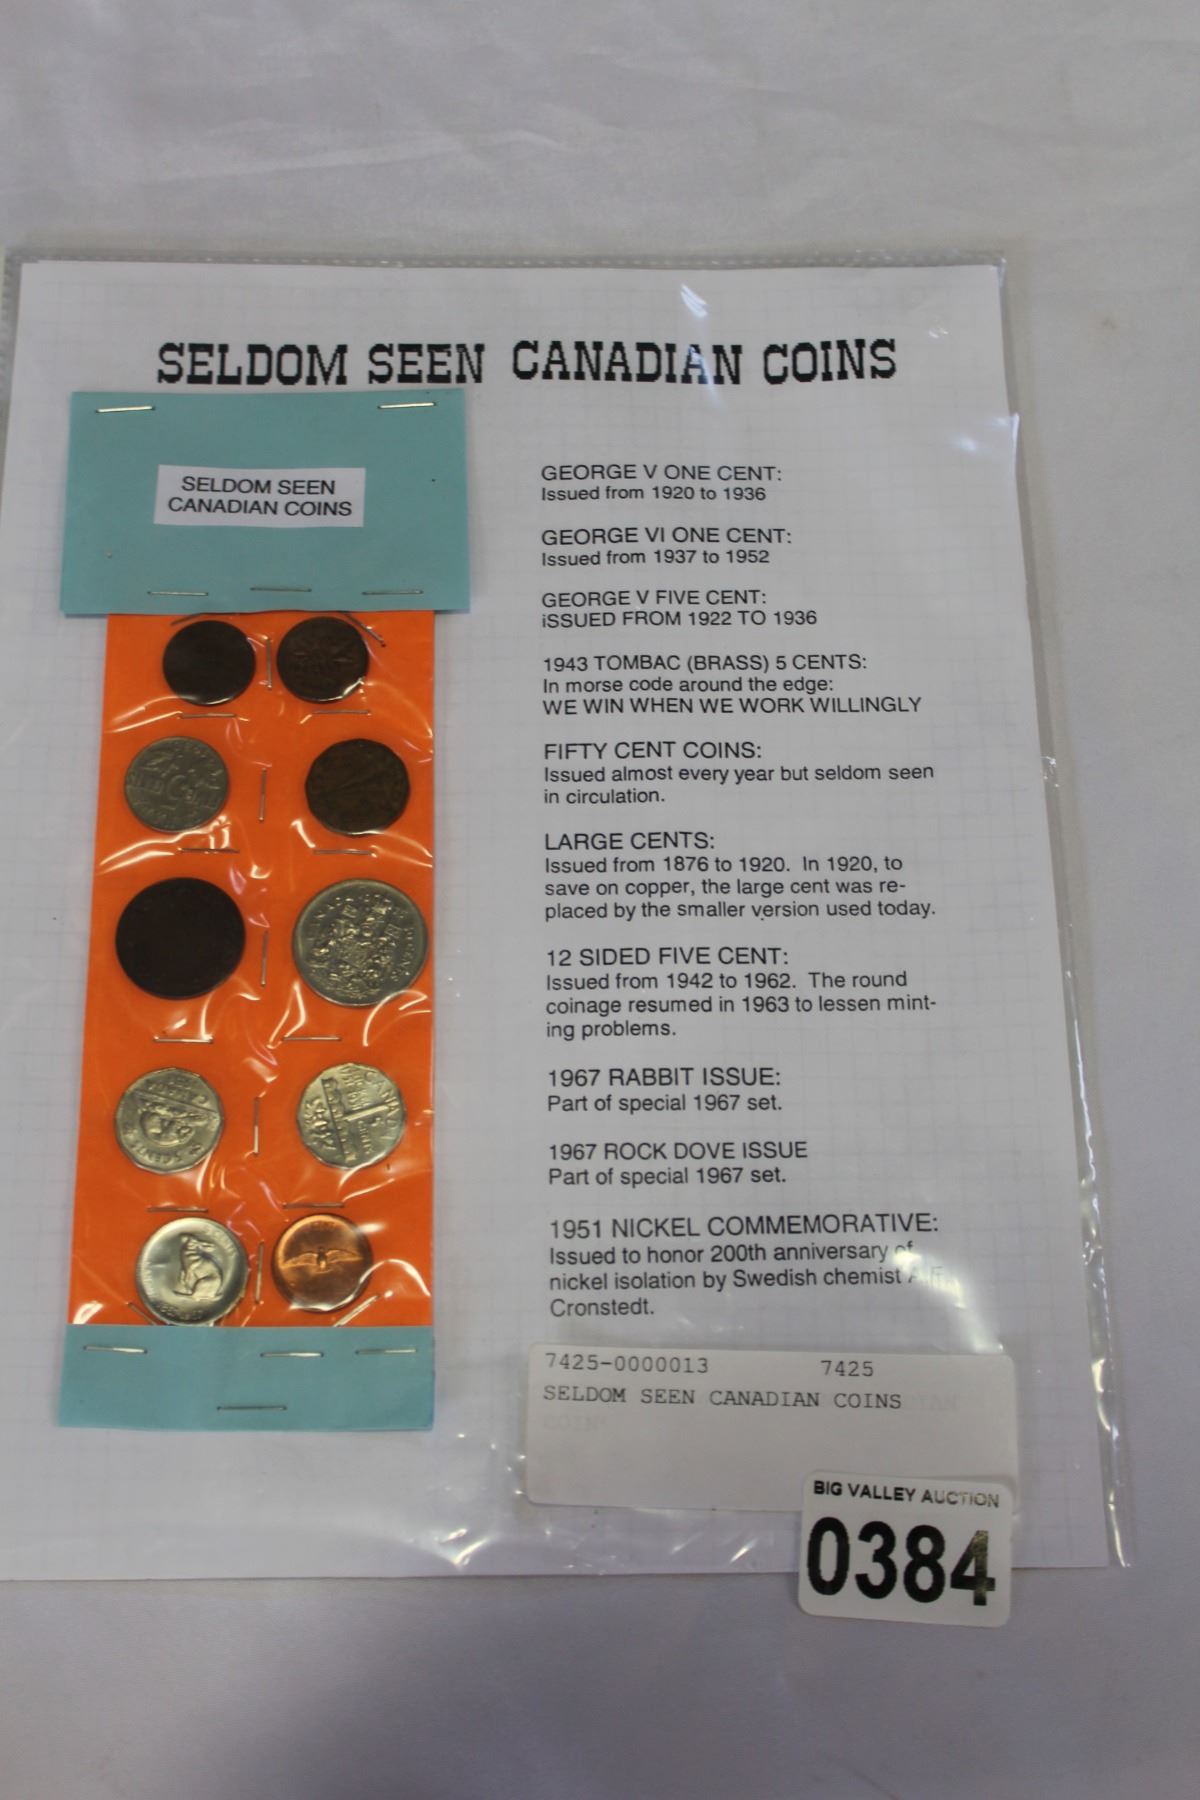 SELDOM SEEN CANADIAN COINS
SELDOM SEEN
CANADIAN COINS
GEORGE V ONE CENT:
Issued from 1920 to 1936
GEORGE VI ONE CENT:
Issued from 1937 to 1952
GEORGE V FIVE CENT:
iSSUED FROM 1922 TO 1936
1943 TOMBAC (BRASS) 5 CENTS:
In morse code around the edge:
WE WIN WHEN WE WORK WILLINGLY
FIFTY CENT COINS:
Issued almost every year but seldom seen
in circulation.
LARGE CENTS:
Issued from 1876 to 1920. In 1920, to
save on copper, the large cent was re-
placed by the smaller version used today.
12 SIDED FIVE CENT:
Issued from 1942 to 1962. The round
coinage resumed in 1963 to lessen mint-
ing problems.
1967 RABBIT ISSUE:
Part of special 1967 set.
1967 ROCK DOVE ISSUE
Part of special 1967 set.
1951 NICKEL COMMEMORATIVE:
Issued to honor 200th anniversary of
nickel isolation by Swedish chemist
Cronstedt.
7425-0000013 7425
SELDOM SEEN CANADIAN COINS
BIG VALLEY AUCTION
0384
CANADA
5 CENTS